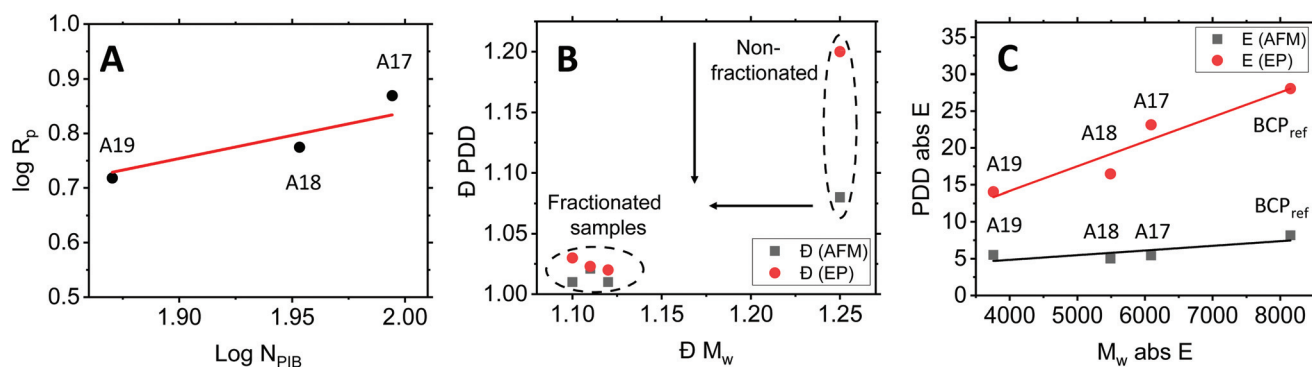 A
1.0
0.9
0.8
0.7
0.6
0.5
log Rₚ
A19
A18
A17
1.90
1.95
2.00
Log N_PIB
B
1.20
1.15
1.10
1.05
1.00
Đ PDD
Non-
fractionated
Fractionated
samples
Đ (AFM)
Đ (EP)
1.10
1.15
1.20
1.25
Đ M_w
C
35
30
25
20
15
10
5
0
PDD abs E
E (AFM)
E (EP)
A19
A18
A17
BCP_ref
A19
A18
A17
BCP_ref
4000
5000
6000
7000
8000
M_w abs E